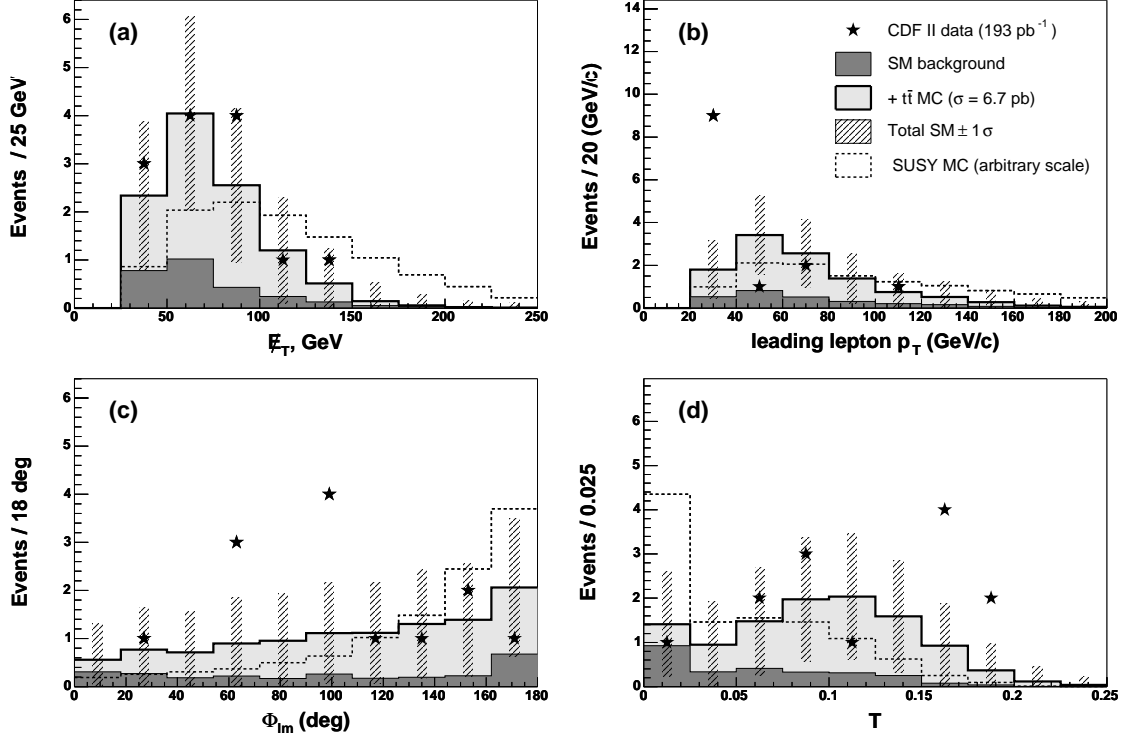 (a)
Events / 25 GeV
6
5
4
3
2
1
0
0 50 100 150 200 250
E̸_T, GeV
(b)
Events / 20 (GeV/c)
14
12
10
8
6
4
2
0
0 20 40 60 80 100 120 140 160 180 200
leading lepton p_T (GeV/c)
CDF II data (193 pb⁻¹)
SM background
+ tt̄ MC (σ = 6.7 pb)
Total SM ± 1σ
SUSY MC (arbitrary scale)
(c)
Events / 18 deg
6
5
4
3
2
1
0
0 20 40 60 80 100 120 140 160 180
Φ_lm (deg)
(d)
Events / 0.025
6
5
4
3
2
1
0
0 0.05 0.1 0.15 0.2 0.25
T